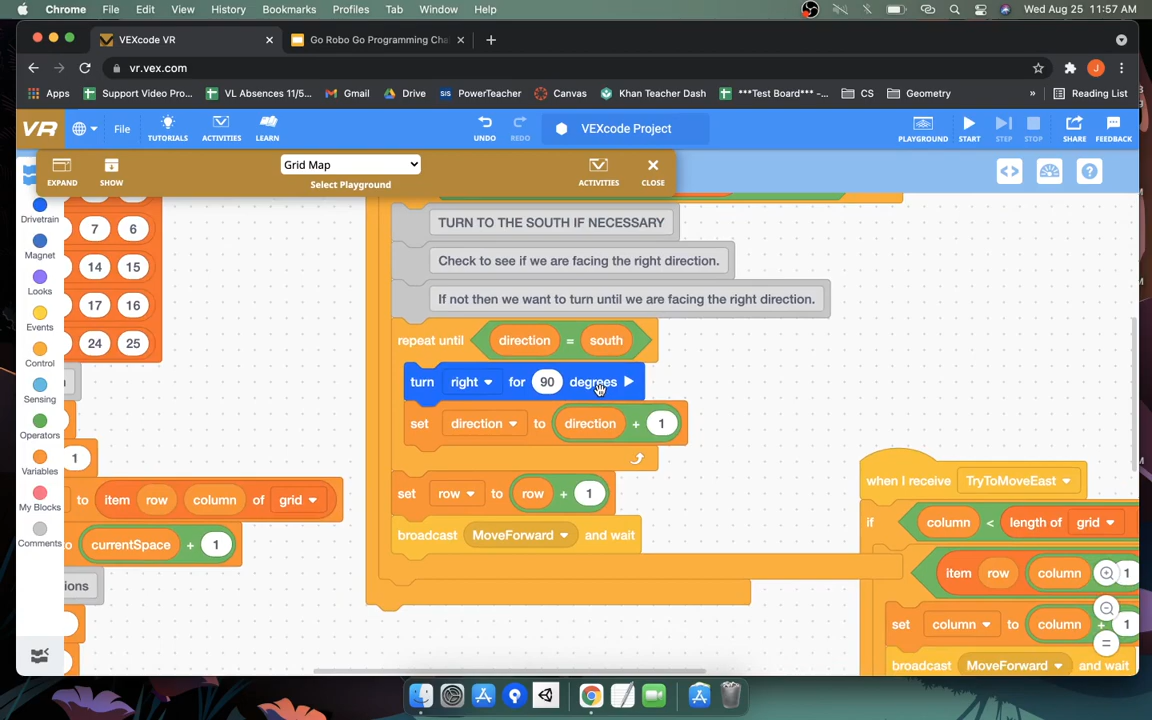 Chrome File Edit View History Bookmarks Profiles Tab Window Help Wed Aug 25 11:57 AM
VEXcode VR Go Robo Go Programming Cha
vr.vex.com J
Apps Support Video Pro... VL Absences 11/5... Gmail Drive SIS PowerTeacher Canvas Khan Teacher Dash ***Test Board*** -... CS Geometry » Reading List
VR File TUTORIALS ACTIVITIES LEARN UNDO REDO VEXcode Project PLAYGROUND START STEP STOP SHARE FEEDBACK
EXPAND SHOW Grid Map Select Playground ACTIVITIES CLOSE
Drivetrain
Magnet
Looks
Events
Control
Sensing
Operators
Variables
My Blocks
Comments
7 6
14 15
17 16
24 25
1
to item row column of grid
currentSpace + 1
ions
TURN TO THE SOUTH IF NECESSARY
Check to see if we are facing the right direction.
If not then we want to turn until we are facing the right direction.
repeat until direction = south
turn right for 90 degrees
set direction to direction + 1
set row to row + 1
broadcast MoveForward and wait
when I receive TryToMoveEast
if column < length of grid
item row column 1
set column to column + 1
broadcast MoveForward and wait